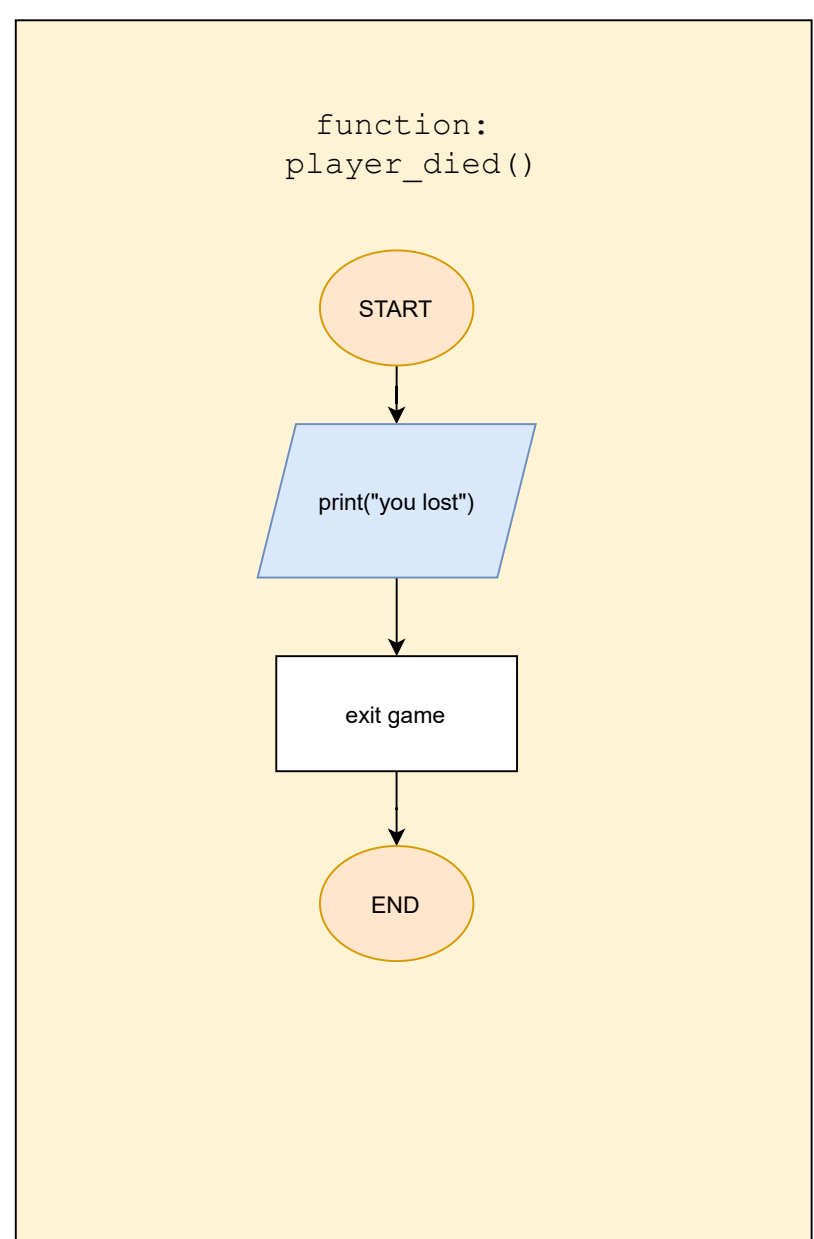 function:
player_died()
START
print("you lost")
exit game
END